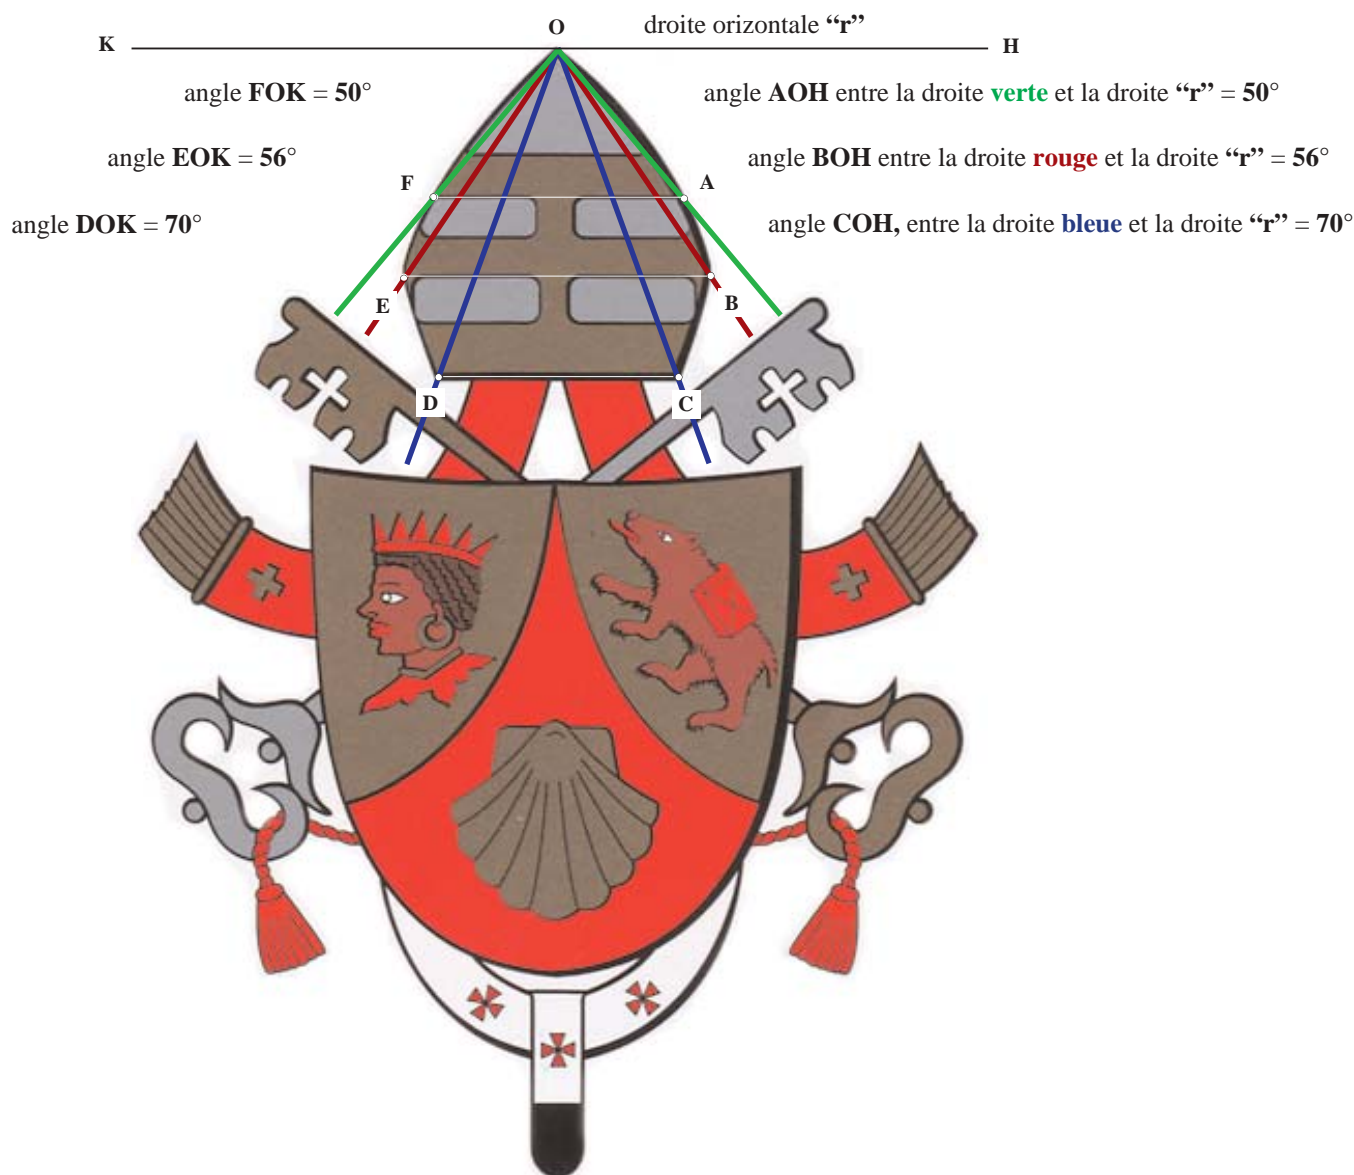 O
droite orizontale “r”
K
H
angle FOK = 50°
angle AOH entre la droite verte et la droite “r” = 50°
angle EOK = 56°
angle BOH entre la droite rouge et la droite “r” = 56°
F
A
angle DOK = 70°
angle COH, entre la droite bleue et la droite “r” = 70°
E
B
D
C